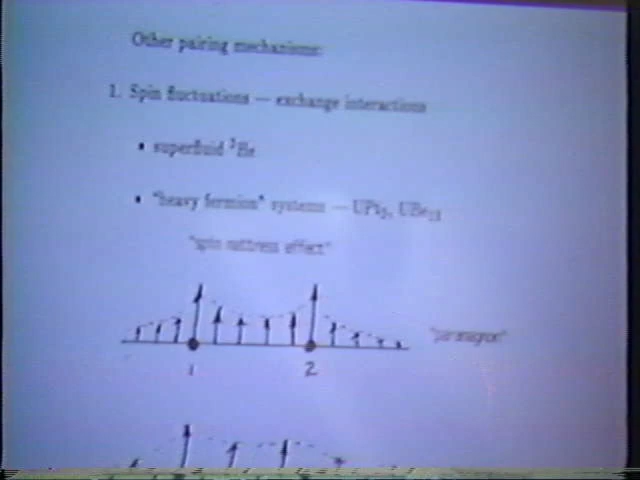 Other pairing mechanisms:
1. Spin fluctuations — exchange interactions
• superfluid ³He
• "heavy fermion" systems — UPt₃, UBe₁₃
"spin mattress effect"
"paramagnon"
1 2